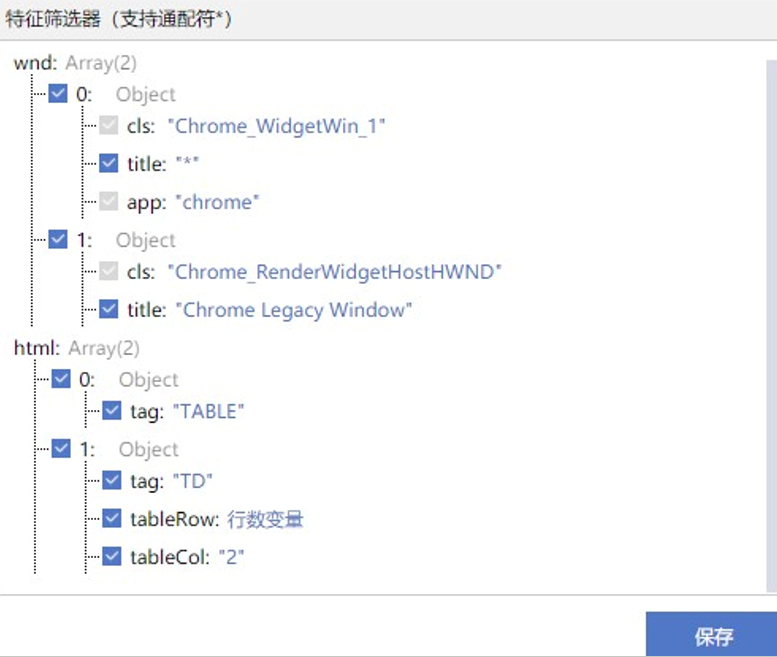 特征筛选器（支持通配符*）
wnd: Array(2)
0: Object
cls: "Chrome_WidgetWin_1"
title: "*"
app: "chrome"
1: Object
cls: "Chrome_RenderWidgetHostHWND"
title: "Chrome Legacy Window"
html: Array(2)
0: Object
tag: "TABLE"
1: Object
tag: "TD"
tableRow: 行数变量
tableCol: "2"
保存